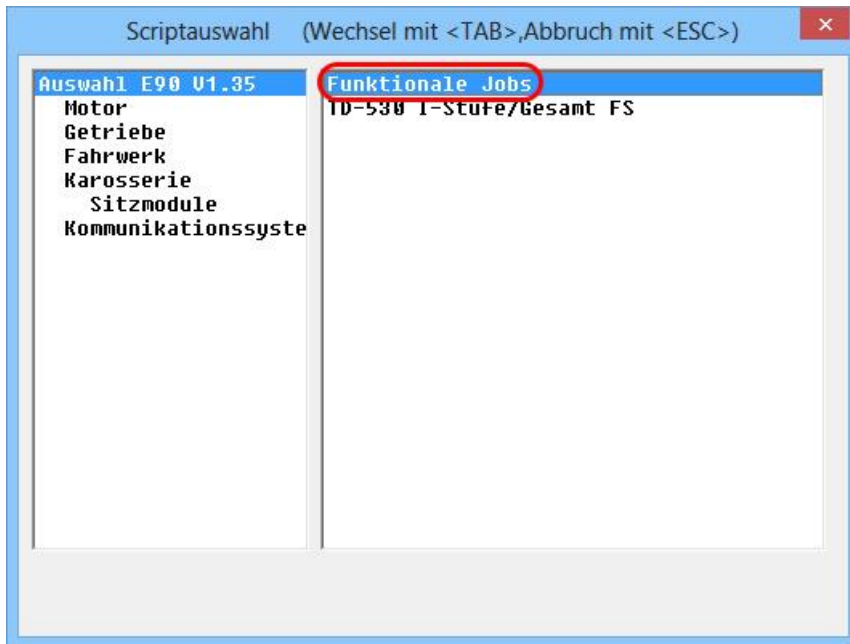 Scriptauswahl (Wechsel mit <TAB>,Abbruch mit <ESC>)
Auswahl E90 V1.35
Motor
Getriebe
Fahrwerk
Karosserie
Sitzmodule
Kommunikationssyste
Funktionale Jobs
TD-530 I-Stufe/Gesamt FS